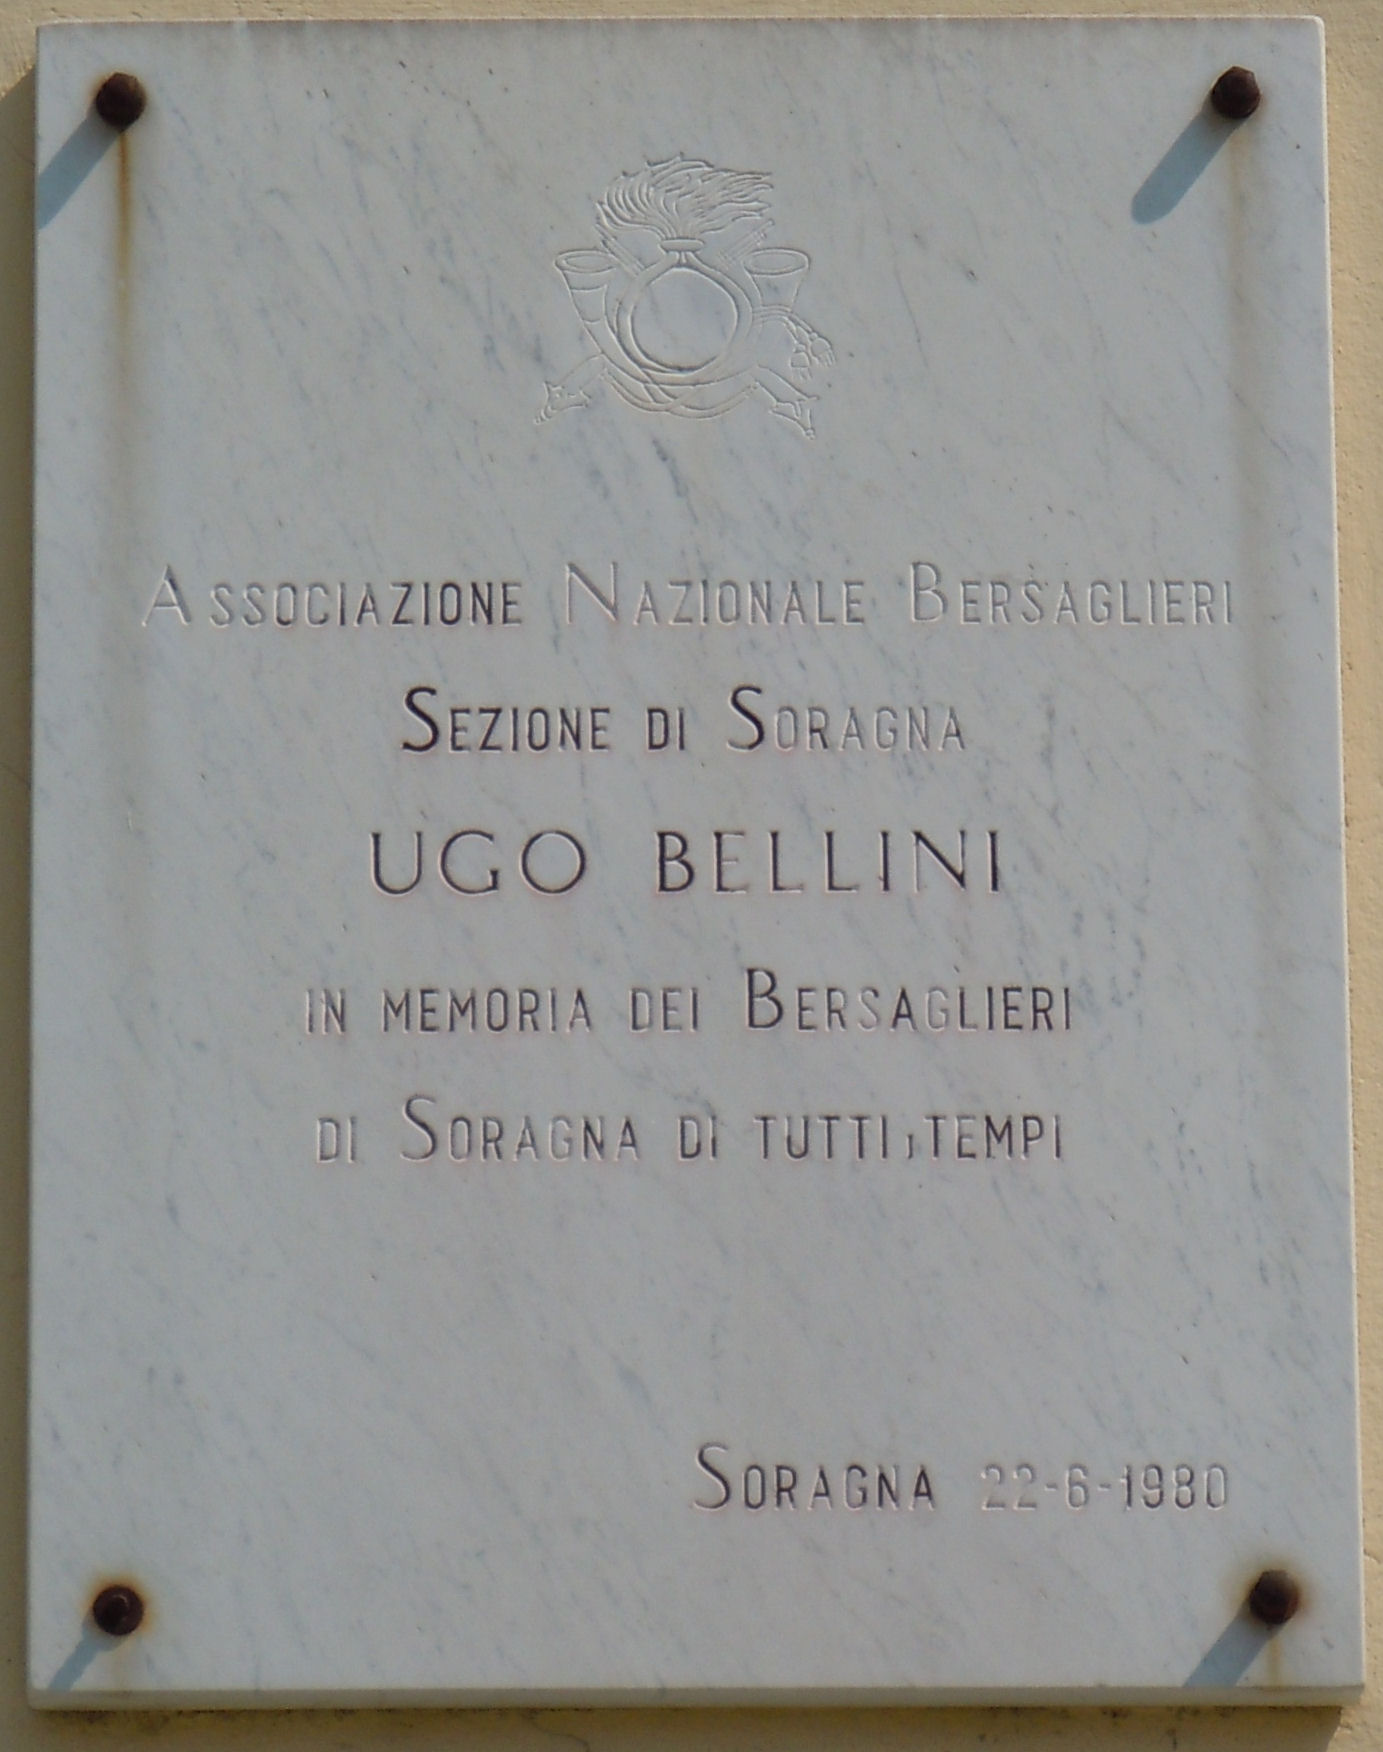 Associazione Nazionale Bersaglieri
Sezione di Soragna
UGO BELLINI
in memoria dei Bersaglieri
di Soragna di tutti i tempi
Soragna 22-6-1980